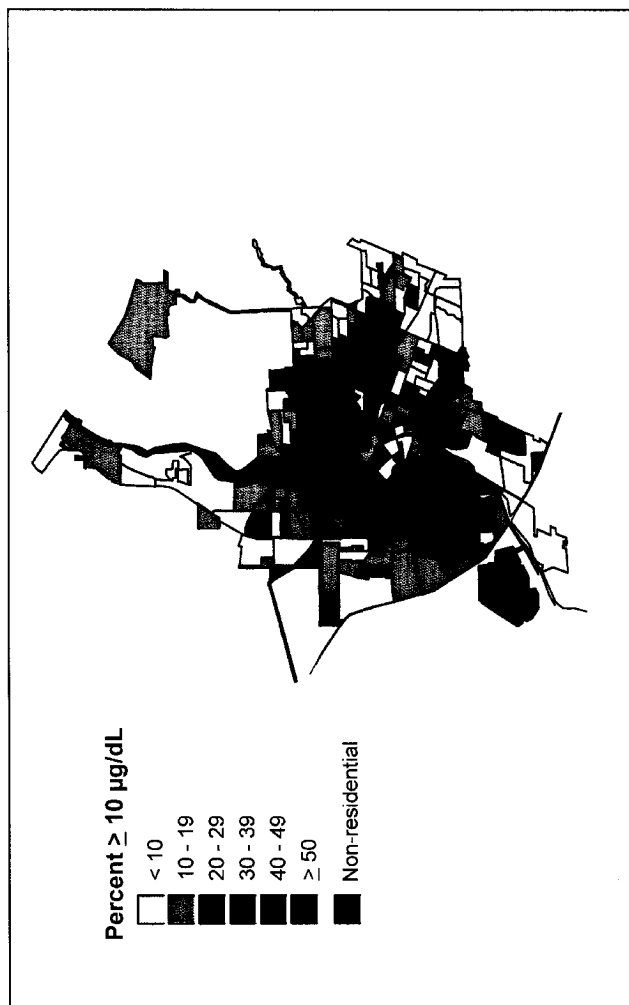 Percent ≥ 10 µg/dL
< 10
10 - 19
20 - 29
30 - 39
40 - 49
≥ 50
Non-residential